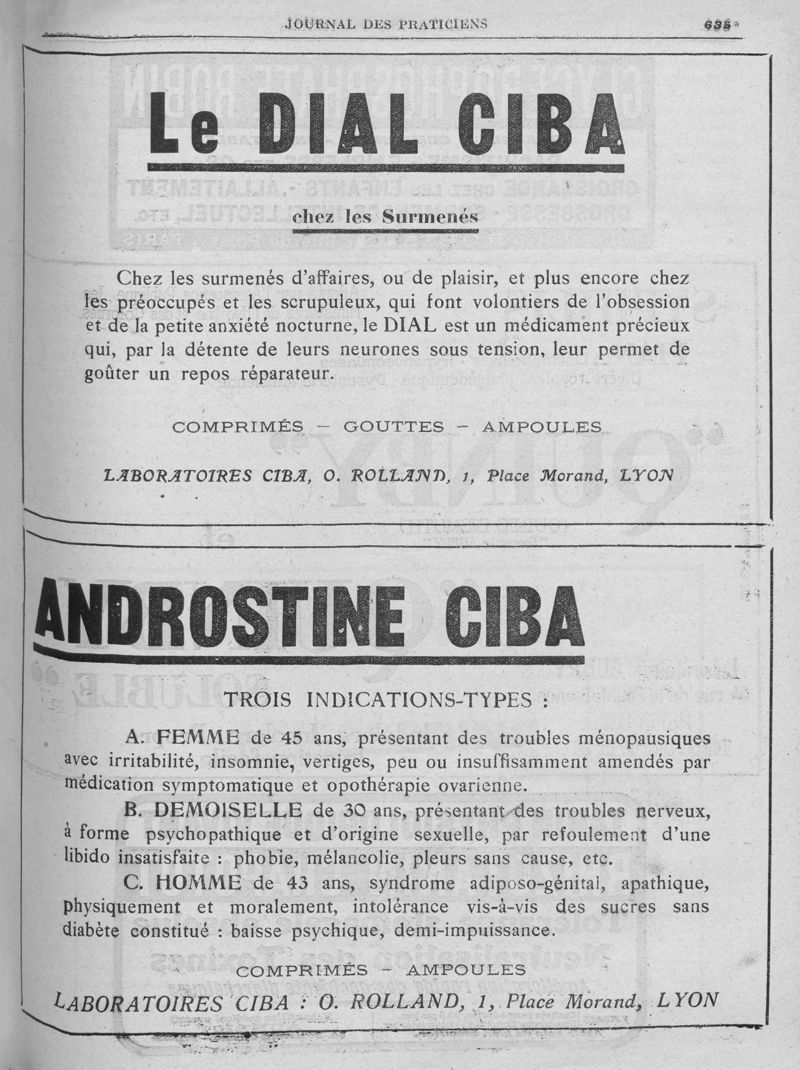 JOURNAL DES PRATICIENS
Le DIAL CIBA
chez les Surmenés
Chez les surmenés d'affaires, ou de plaisir, et plus encore chez
les préoccupés et les scrupuleux, qui font volontiers de l'obsession
et de la petite anxiété nocturne, le DIAL est un médicament précieux
qui, par la détente de leurs neurones sous tension, leur permet de
goûter un repos réparateur.
COMPRIMÉS — GOUTTES — AMPOULES
LABORATOIRES CIBA, O. ROLLAND, 1, Place Morand, LYON
ANDROSTINE CIBA
TROIS INDICATIONS-TYPES :
A. FEMME de 45 ans, présentant des troubles ménopausiques
avec irritabilité, insomnie, vertiges, peu ou insuffisamment amendés par
médication symptomatique et opothérapie ovarienne.
B. DEMOISELLE de 30 ans, présentant des troubles nerveux,
à forme psychopathique et d'origine sexuelle, par refoulement d'une
libido insatisfaite : phobie, mélancolie, pleurs sans cause, etc.
C. HOMME de 43 ans, syndrome adiposo-génital, apathique,
physiquement et moralement, intolérance vis-à-vis des sucres sans
diabète constitué : baisse psychique, demi-impuissance.
COMPRIMÉS — AMPOULES
LABORATOIRES CIBA : O. ROLLAND, 1, Place Morand, LYON